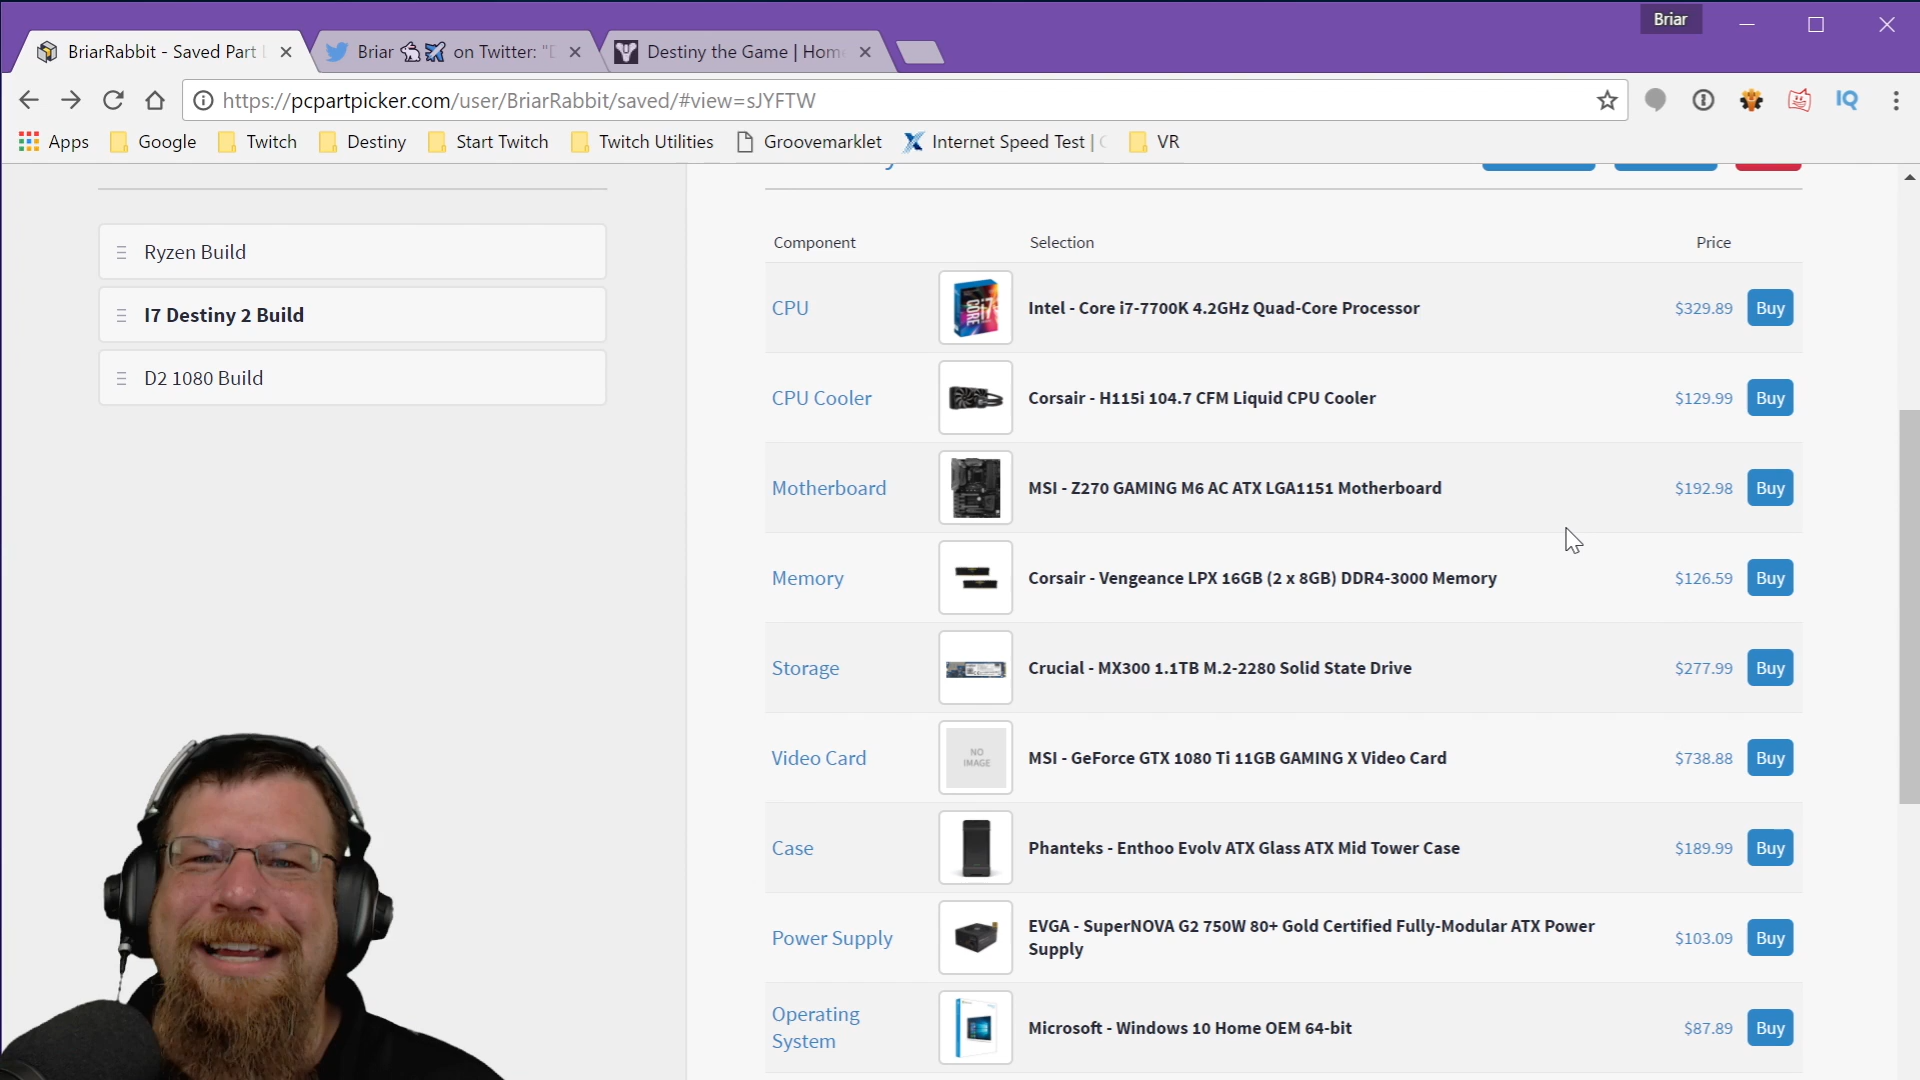 Briar
BriarRabbit - Saved Part L
Briar on Twitter: "D
Destiny the Game | Hom
https://pcpartpicker.com/user/BriarRabbit/saved/#view=sJYFTW
IQ
Apps Google Twitch Destiny Start Twitch Twitch Utilities Groovemarklet Internet Speed Test | VR
Ryzen Build
I7 Destiny 2 Build
D2 1080 Build
Component Selection Price
CPU Intel - Core i7-7700K 4.2GHz Quad-Core Processor $329.89 Buy
CPU Cooler Corsair - H115i 104.7 CFM Liquid CPU Cooler $129.99 Buy
Motherboard MSI - Z270 GAMING M6 AC ATX LGA1151 Motherboard $192.98 Buy
Memory Corsair - Vengeance LPX 16GB (2 x 8GB) DDR4-3000 Memory $126.59 Buy
Storage Crucial - MX300 1.1TB M.2-2280 Solid State Drive $277.99 Buy
NO
IMAGE
Video Card MSI - GeForce GTX 1080 Ti 11GB GAMING X Video Card $738.88 Buy
Case Phanteks - Enthoo Evolv ATX Glass ATX Mid Tower Case $189.99 Buy
Power Supply EVGA - SuperNOVA G2 750W 80+ Gold Certified Fully-Modular ATX Power
Supply $103.09 Buy
Operating
System Microsoft - Windows 10 Home OEM 64-bit $87.89 Buy